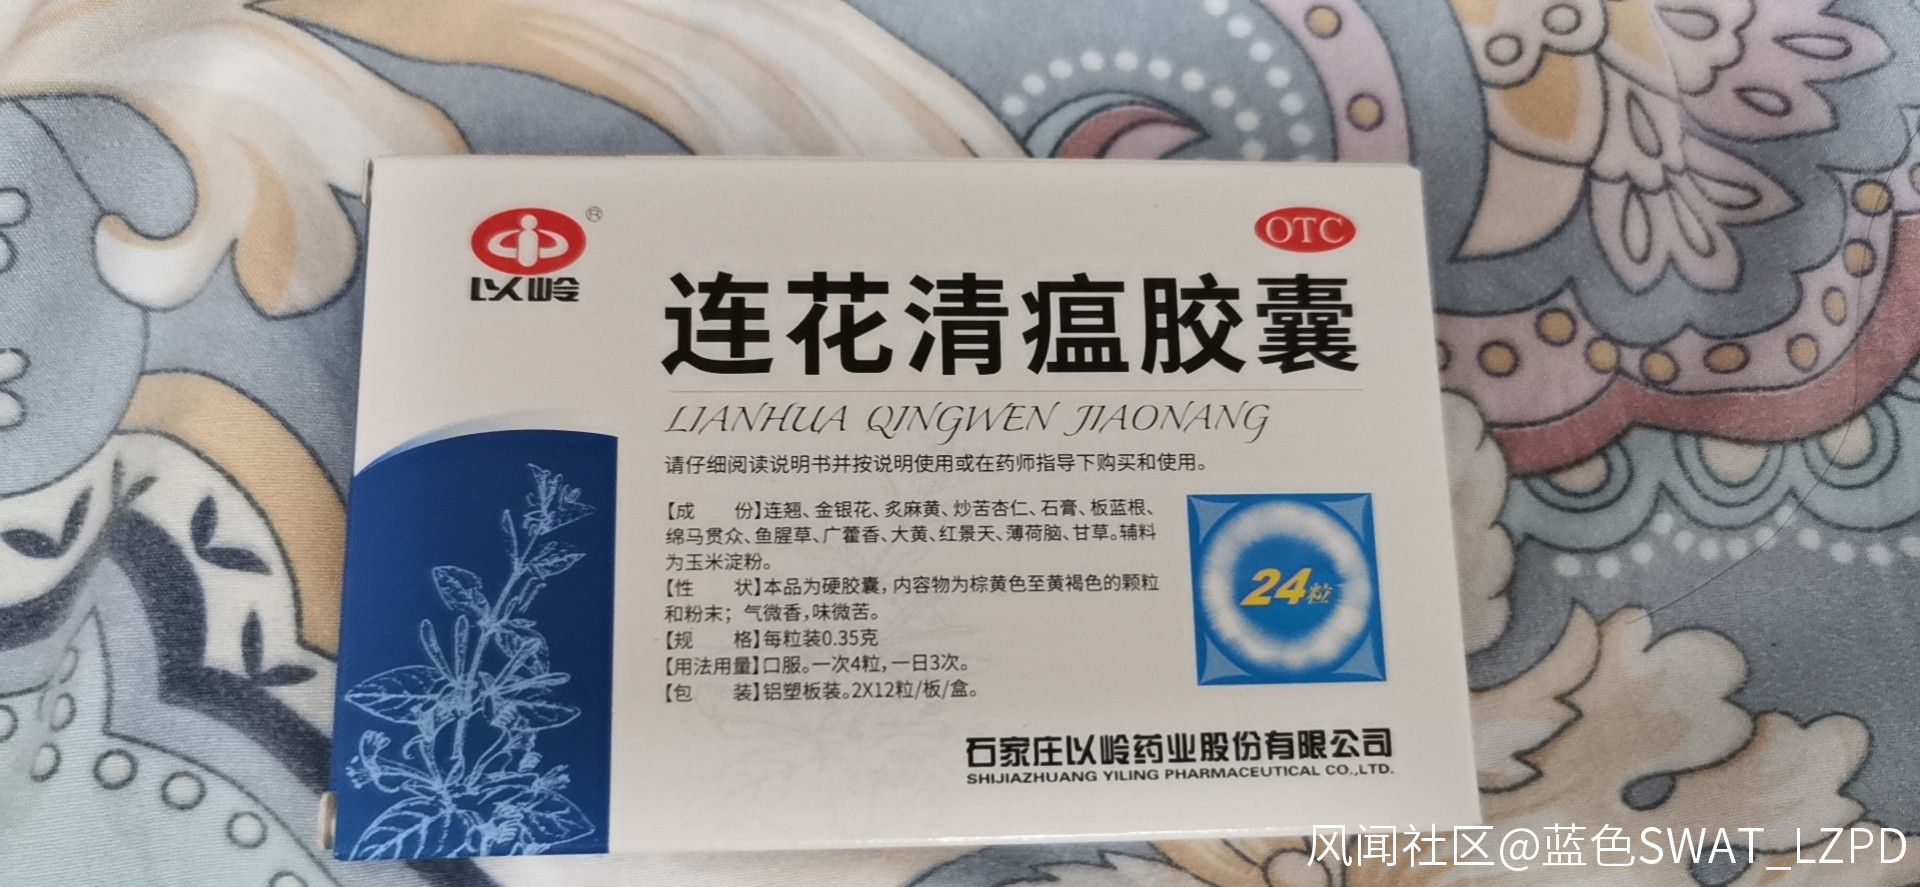 ®
以岭
OTC
连花清瘟胶囊
LIANHUA QINGWEN JIAONANG
请仔细阅读说明书并按说明使用或在药师指导下购买和使用。
【成　　份】连翘、金银花、炙麻黄、炒苦杏仁、石膏、板蓝根、
绵马贯众、鱼腥草、广藿香、大黄、红景天、薄荷脑、甘草。辅料
为玉米淀粉。
【性　　状】本品为硬胶囊，内容物为棕黄色至黄褐色的颗粒
和粉末；气微香，味微苦。
【规　　格】每粒装0.35克
【用法用量】口服。一次4粒，一日3次。
【包　　装】铝塑板装。2X12粒/板/盒。
24粒
石家庄以岭药业股份有限公司
SHIJIAZHUANG YILING PHARMACEUTICAL CO.,LTD.
风闻社区@蓝色SWAT_LZPD